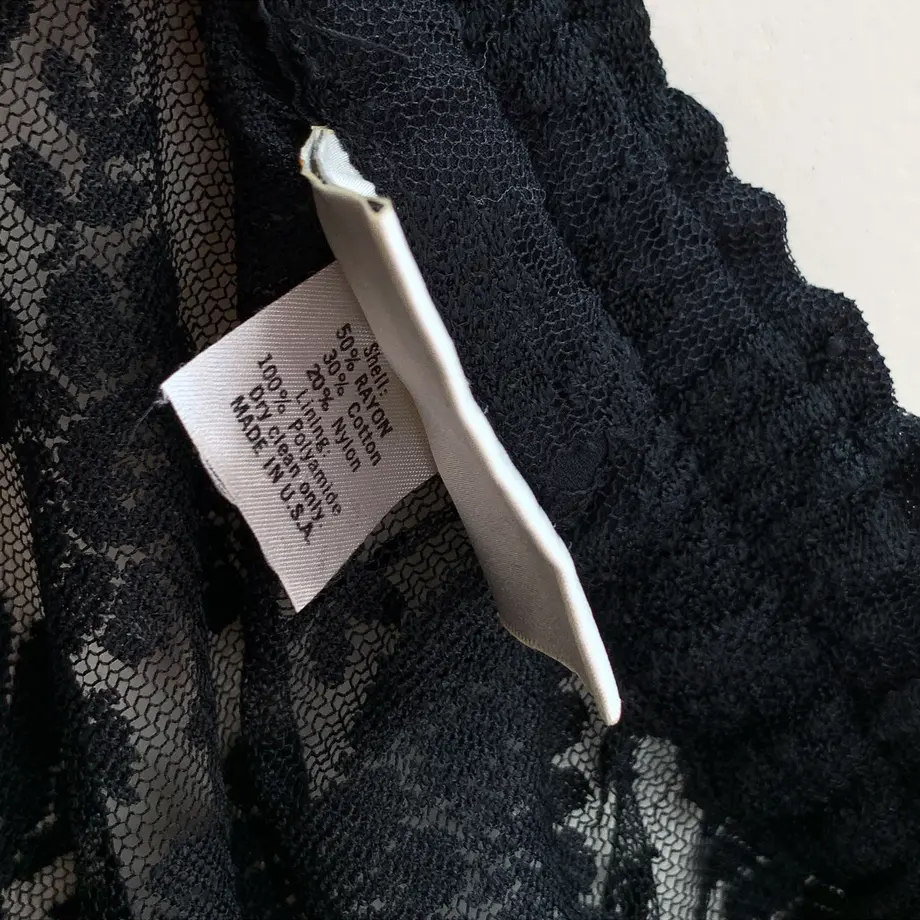 Shell:
50% RAYON
30% Cotton
20% Nylon
Lining:
100% Polyamide
Dry clean only
MADE IN U.S.A.